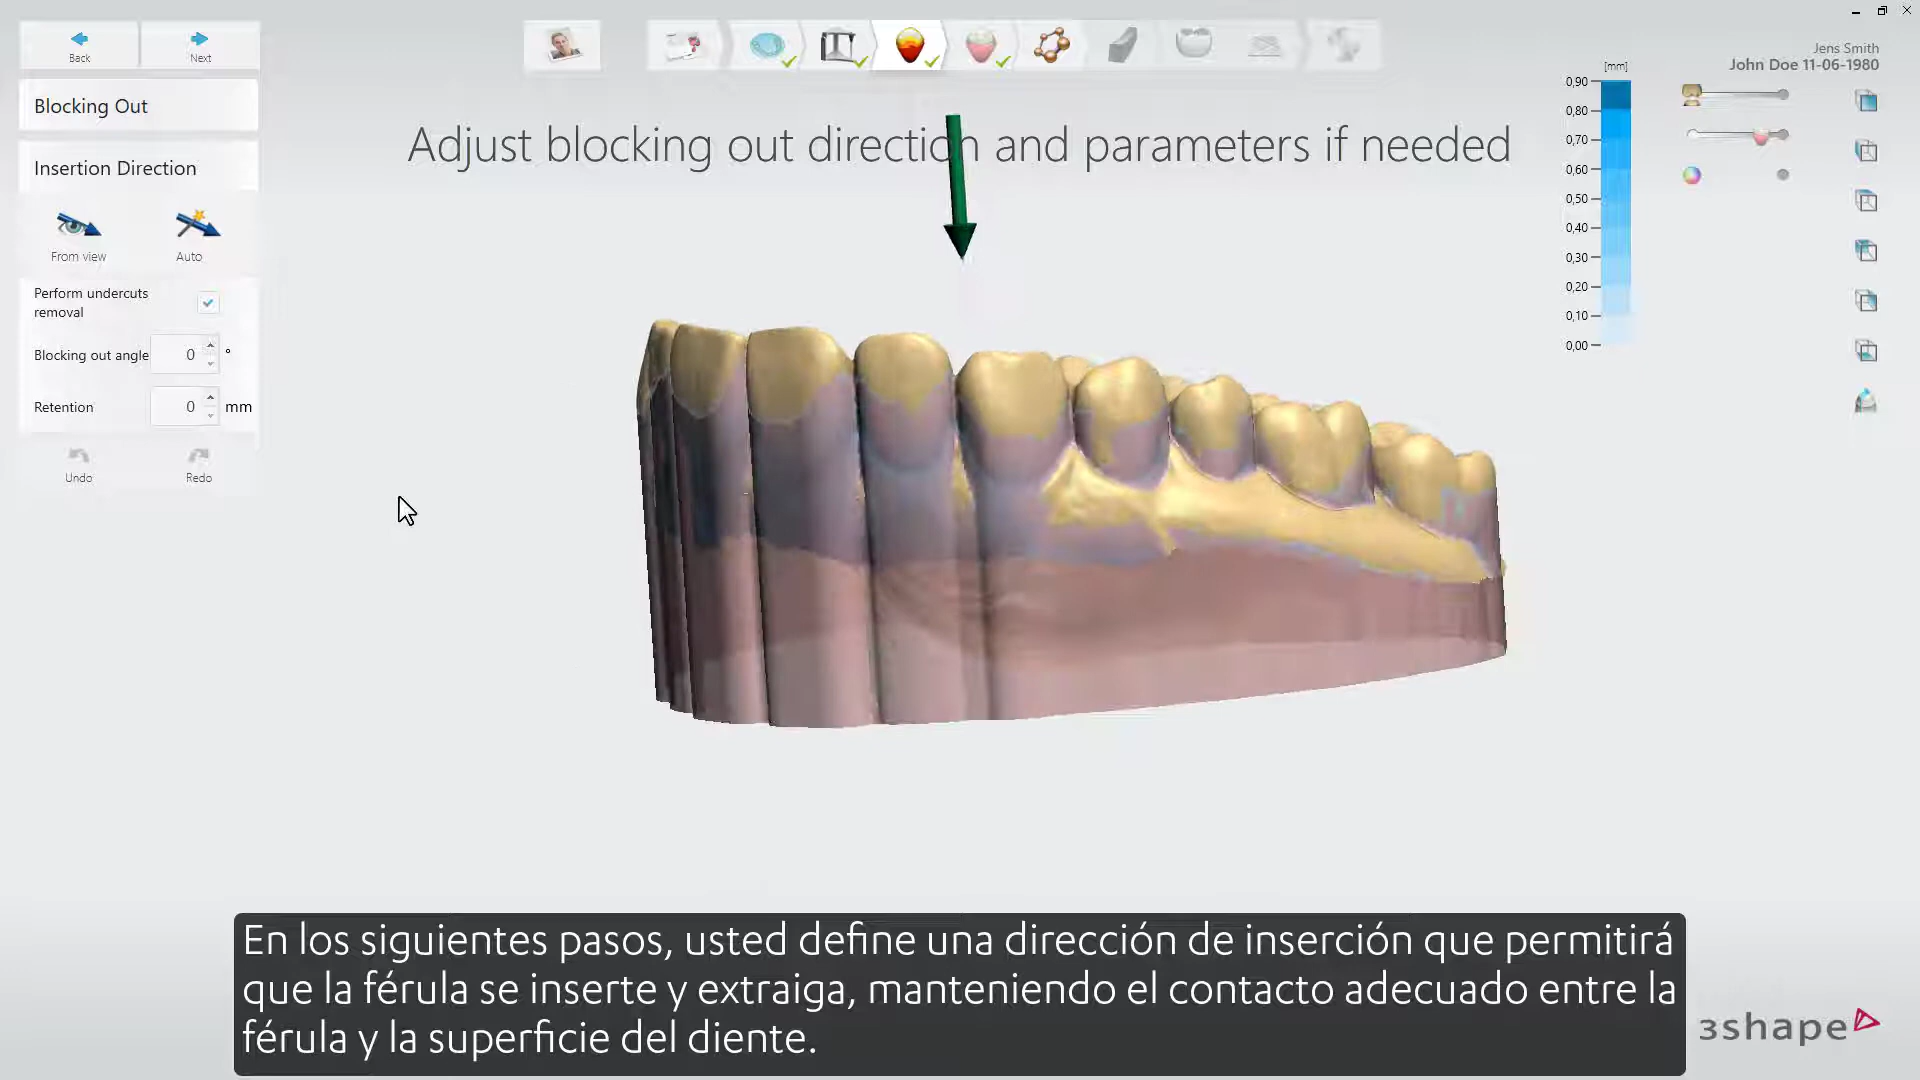 Back
Next
Jens Smith
John Doe 11-06-1980
Blocking Out
Adjust blocking out direction and parameters if needed
Insertion Direction
From view
Auto
Perform undercuts
removal
Blocking out angle
0
°
Retention
0
mm
Undo
Redo
[mm]
0,90
0,80
0,70
0,60
0,50
0,40
0,30
0,20
0,10
0,00
En los siguientes pasos, usted define una dirección de inserción que permitirá
que la férula se inserte y extraiga, manteniendo el contacto adecuado entre la
férula y la superficie del diente.
3shape